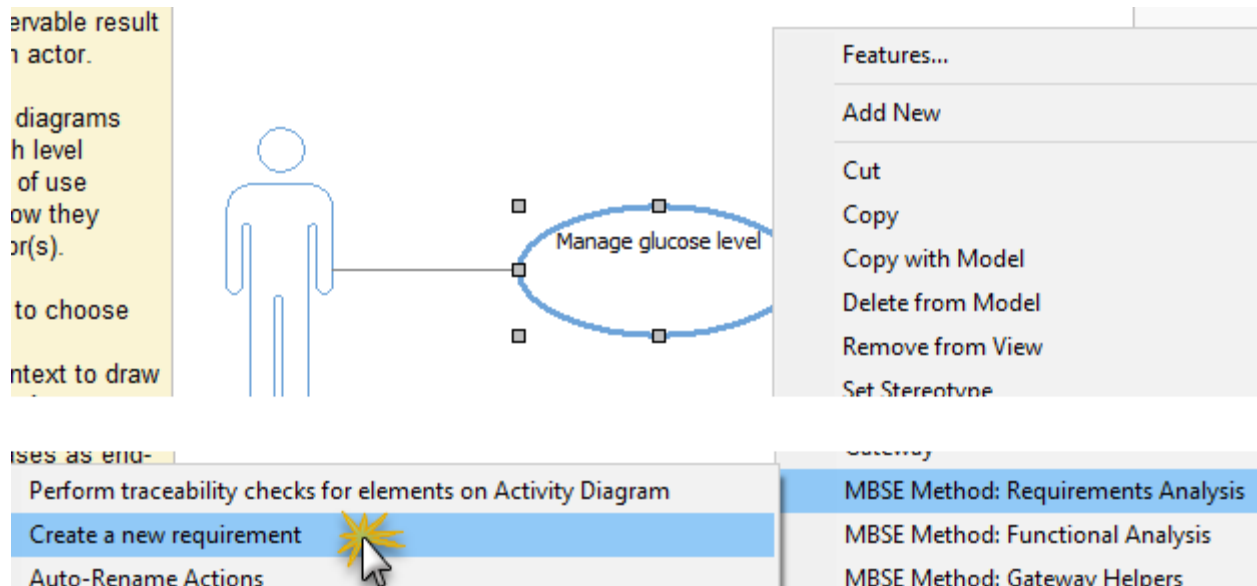 ervable result
actor.
diagrams
h level
of use
ow they
or(s).
to choose
ntext to draw
Manage glucose level
Features...
Add New
Cut
Copy
Copy with Model
Delete from Model
Remove from View
Set Stereotype
ises as end-
Perform traceability checks for elements on Activity Diagram
Create a new requirement
Auto-Rename Actions
Gateway
MBSE Method: Requirements Analysis
MBSE Method: Functional Analysis
MBSE Method: Gateway Helpers